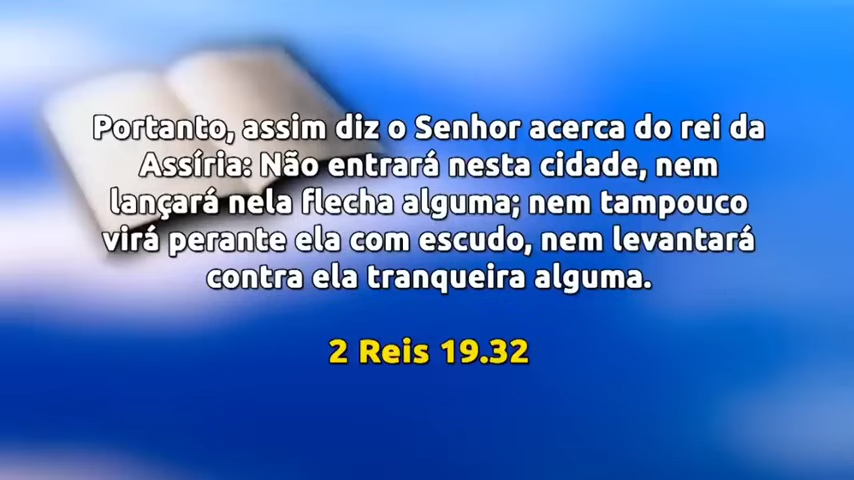 Portanto, assim diz o Senhor acerca do rei da
Assíria: Não entrará nesta cidade, nem
lançará nela flecha alguma; nem tampouco
virá perante ela com escudo, nem levantará
contra ela tranqueira alguma.
2 Reis 19.32